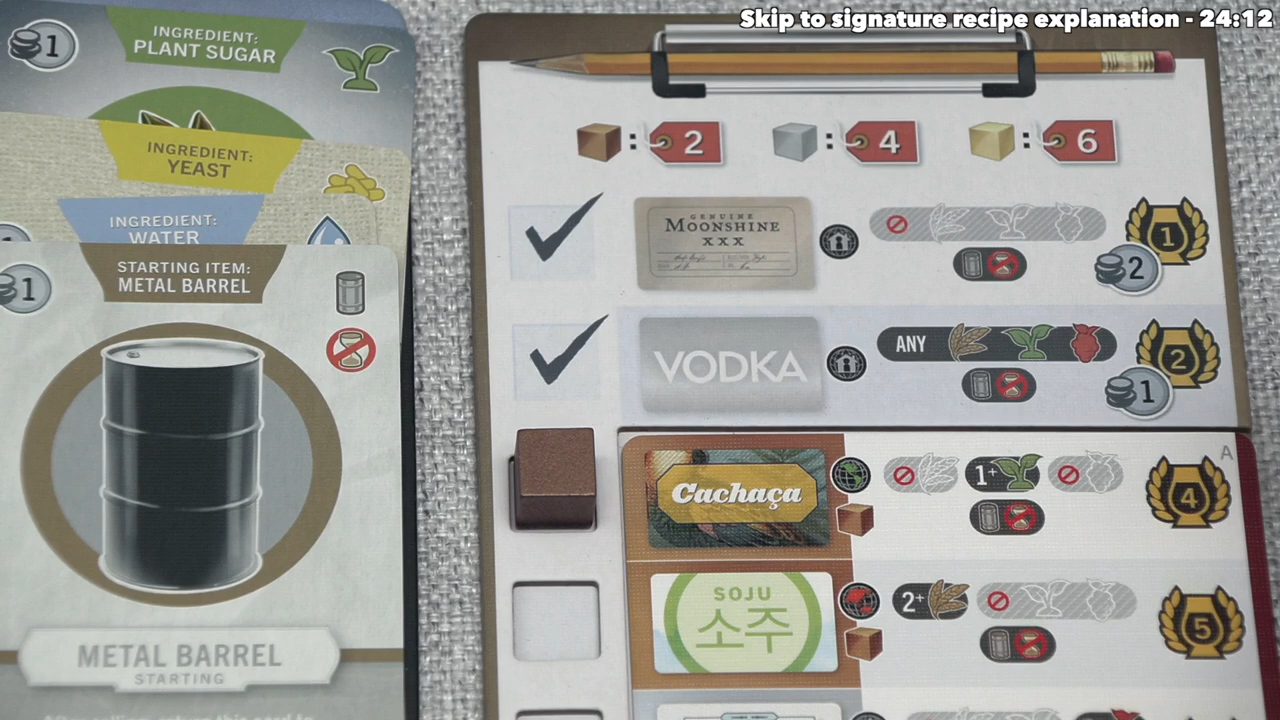 Skip to signature recipe explanation - 24:12
1
INGREDIENT:
PLANT SUGAR
INGREDIENT:
YEAST
INGREDIENT:
WATER
1
STARTING ITEM:
METAL BARREL
METAL BARREL
STARTING
: 2
: 4
: 6
GENUINE
MOONSHINE
XXX
1
2
VODKA
ANY
2
1
A
Cachaça
1+
4
SOJU
소주
2+
5